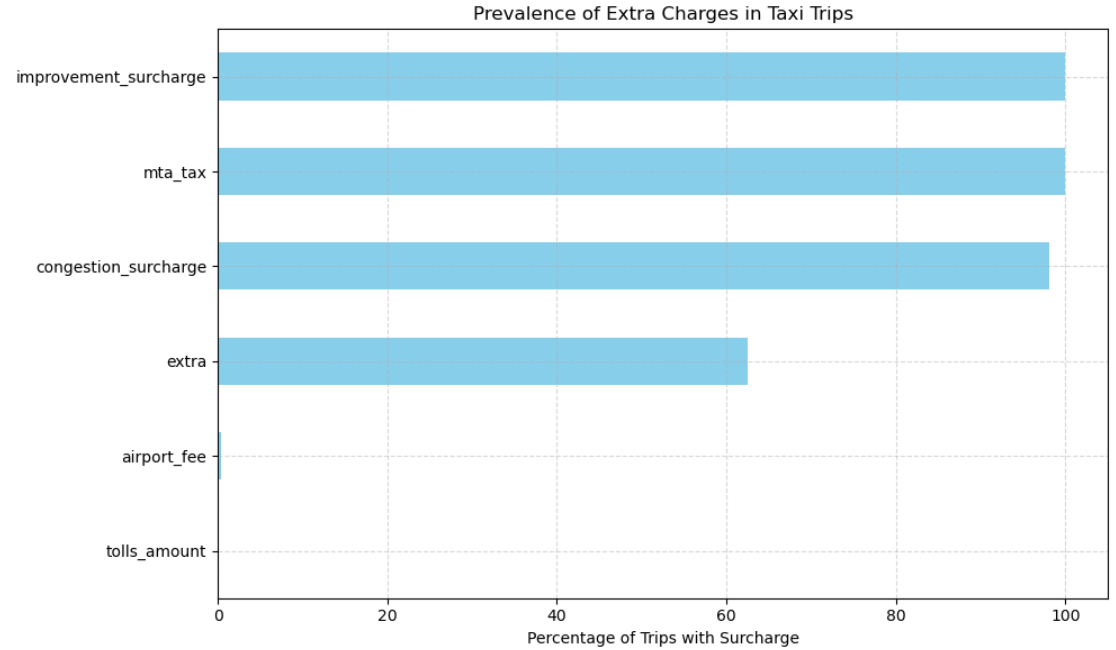 Prevalence of Extra Charges in Taxi Trips
improvement_surcharge
mta_tax
congestion_surcharge
extra
airport_fee
tolls_amount
0 20 40 60 80 100
Percentage of Trips with Surcharge